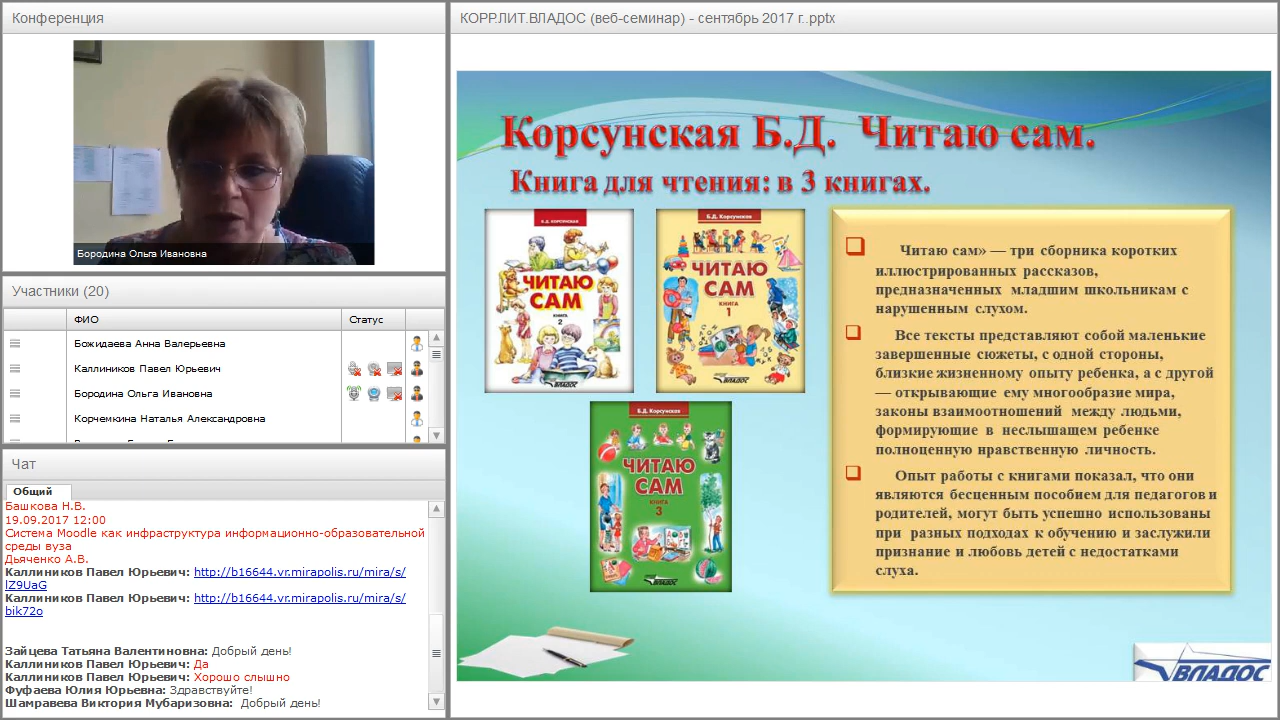 Конференция
Бородина Ольга Ивановна
Участники (20)
ФИО
Статус
Божидаева Анна Валерьевна
Каллиников Павел Юрьевич
Бородина Ольга Ивановна
Корчемкина Наталья Александровна
Чат
Общий
Башкова Н.В.
19.09.2017 12:00
Система Moodle как инфраструктура информационно-образовательной
среды вуза
Дьяченко А.В.
Каллиников Павел Юрьевич: http://b16644.vr.mirapolis.ru/mira/s/
lZ9UaG
Каллиников Павел Юрьевич: http://b16644.vr.mirapolis.ru/mira/s/
bik72o
Зайцева Татьяна Валентиновна: Добрый день!
Каллиников Павел Юрьевич: Да
Каллиников Павел Юрьевич: Хорошо слышно
Фуфаева Юлия Юрьевна: Здравствуйте!
Шамравева Виктория Мубаризовна: Добрый день!
КОРР.ЛИТ.ВЛАДОС (веб-семинар) - сентябрь 2017 г..pptx
Корсунская Б.Д. Читаю сам.
Книга для чтения: в 3 книгах.
Б.Д. КОРСУНСКАЯ
ЧИТАЮ
САМ
КНИГА
2
Б.Д. Корсунская
ЧИТАЮ
САМ
КНИГА
1
ВЛАДОС
Б.Д. Корсунская
ЧИТАЮ
САМ
КНИГА
3
ВЛАДОС
Читаю сам» — три сборника коротких
иллюстрированных рассказов,
предназначенных младшим школьникам с
нарушенным слухом.
Все тексты представляют собой маленькие
завершенные сюжеты, с одной стороны,
близкие жизненному опыту ребенка, а с другой
— открывающие ему многообразие мира,
законы взаимоотношений между людьми,
формирующие в неслышащем ребенке
полноценную нравственную личность.
Опыт работы с книгами показал, что они
являются бесценным пособием для педагогов и
родителей, могут быть успешно использованы
при разных подходах к обучению и заслужили
признание и любовь детей с недостатками
слуха.
ВЛАДОС